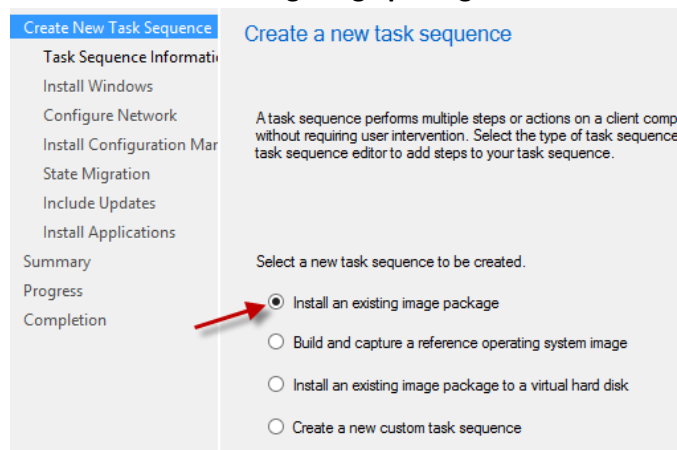 Create New Task Sequence
Create a new task sequence
Task Sequence Informati
Install Windows
Configure Network
Install Configuration Mar
State Migration
Include Updates
Install Applications
Summary
Progress
Completion
A task sequence performs multiple steps or actions on a client comp
without requiring user intervention. Select the type of task sequence
task sequence editor to add steps to your task sequence.
Select a new task sequence to be created.
Install an existing image package
Build and capture a reference operating system image
Install an existing image package to a virtual hard disk
Create a new custom task sequence